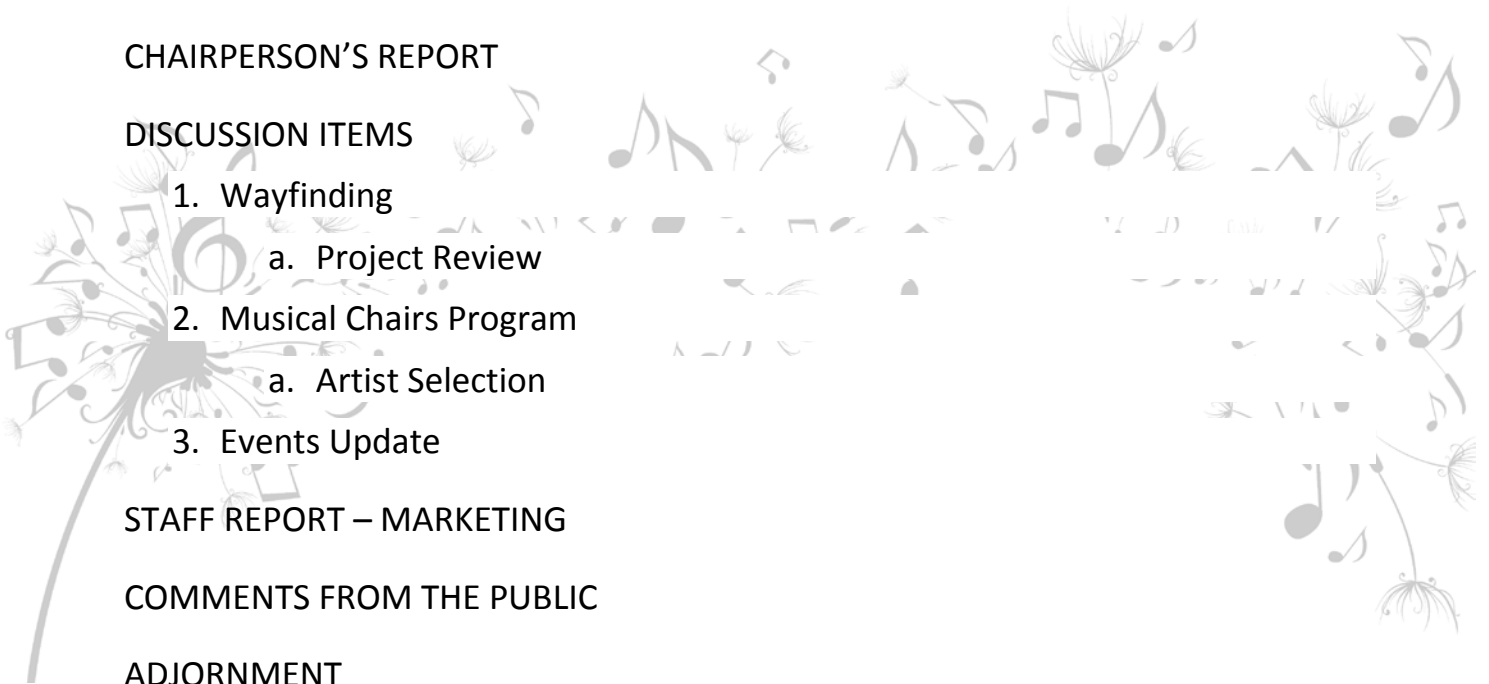 CHAIRPERSON’S REPORT
DISCUSSION ITEMS
1. Wayfinding
a. Project Review
2. Musical Chairs Program
a. Artist Selection
3. Events Update
STAFF REPORT – MARKETING
COMMENTS FROM THE PUBLIC
ADJORNMENT